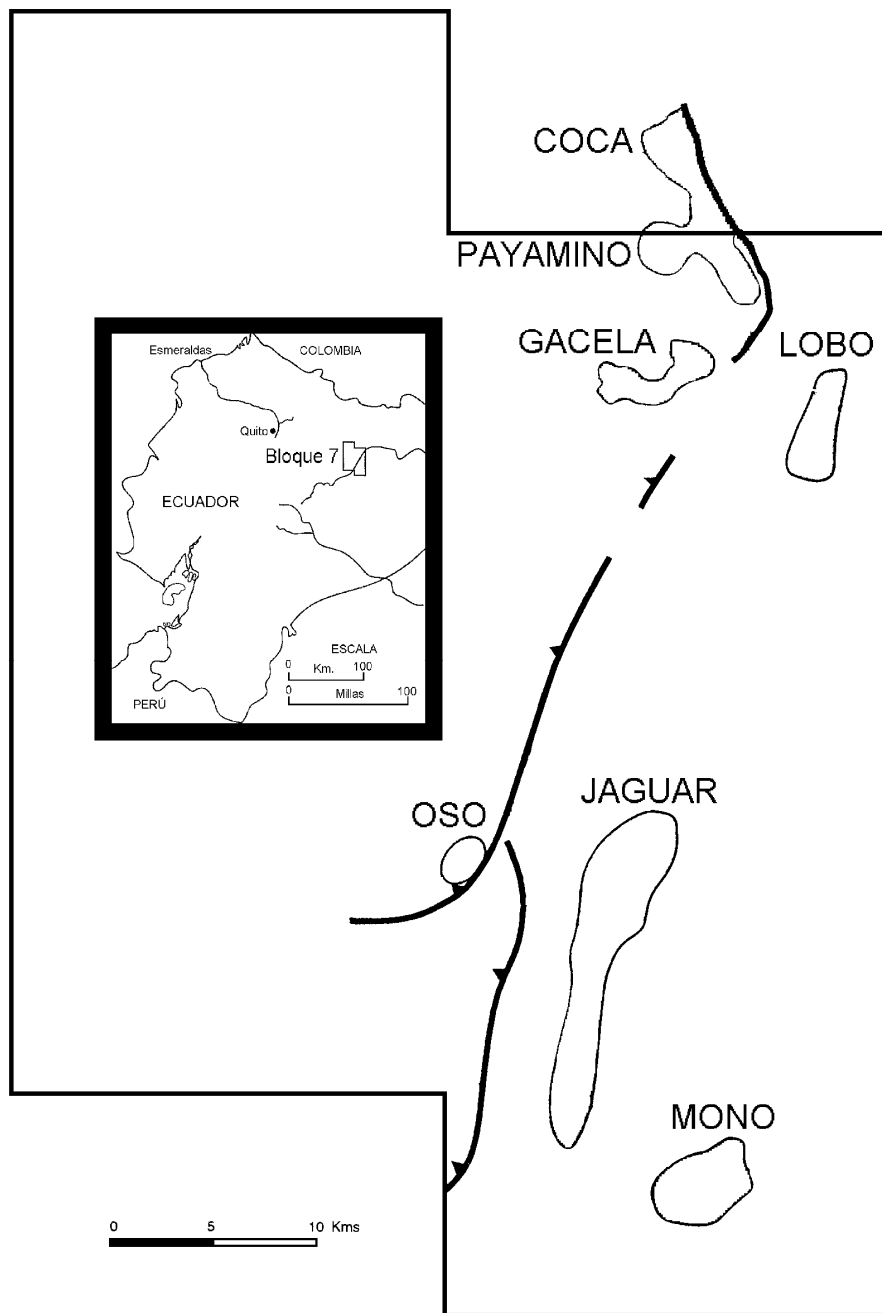 COCA
PAYAMINO
GACELA
LOBO
Esmeraldas
COLOMBIA
Quito
Bloque 7
ECUADOR
ESCALA
0 Km. 100
0 Millas 100
PERÚ
OSO
JAGUAR
MONO
0 5 10 Kms